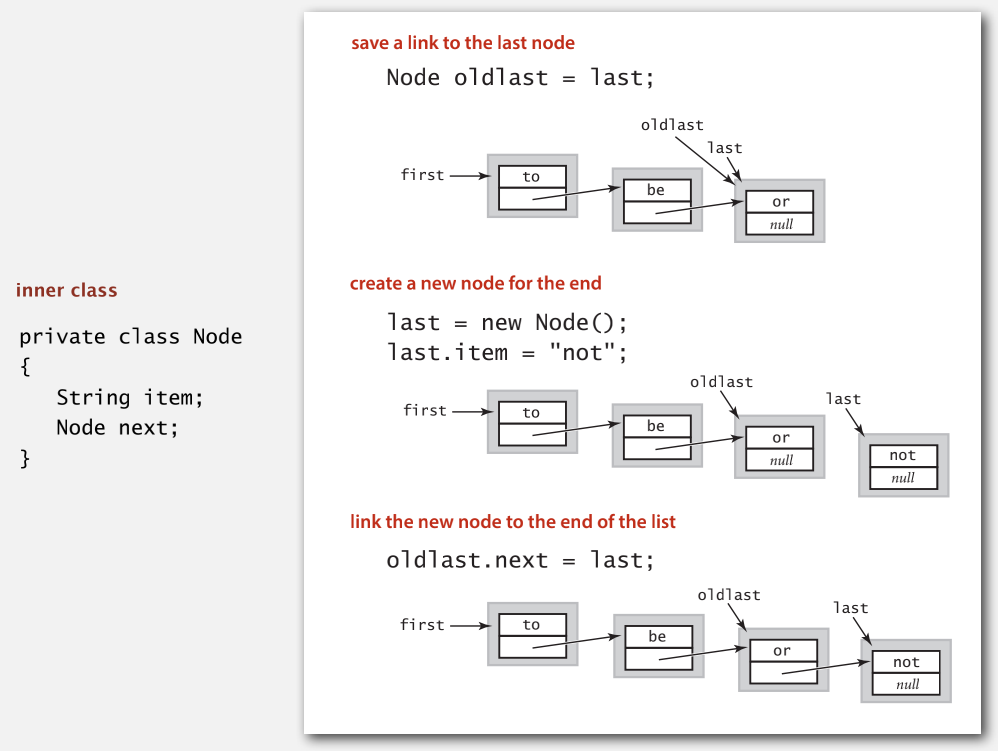 inner class
private class Node
{
String item;
Node next;
}
save a link to the last node
Node oldlast = last;
oldlast
last
first
to
be
or
null
create a new node for the end
last = new Node();
last.item = "not";
oldlast
last
first
to
be
or
null
not
null
link the new node to the end of the list
oldlast.next = last;
oldlast
last
first
to
be
or
not
null